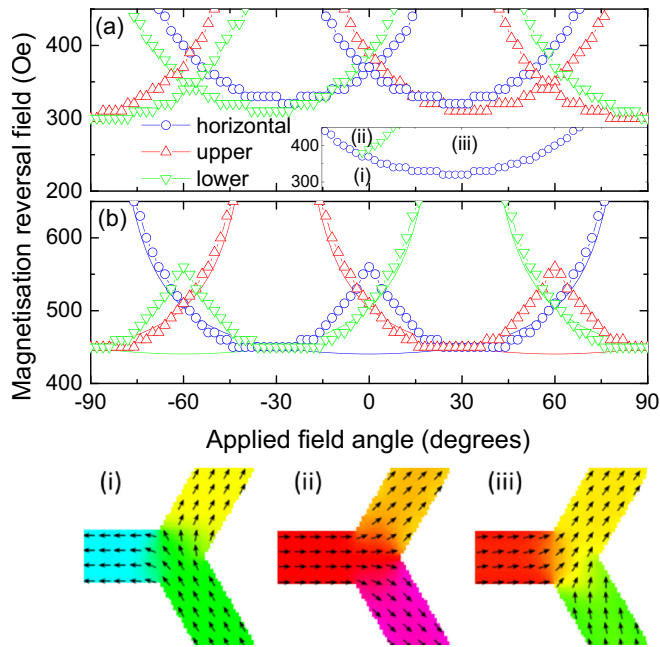 (a)
400
300
200
horizontal
upper
lower
400
300
(ii)
(iii)
(i)
(b)
600
500
400
Magnetisation reversal field (Oe)
-90
-60
-30
0
30
60
90
Applied field angle (degrees)
(i)
(ii)
(iii)